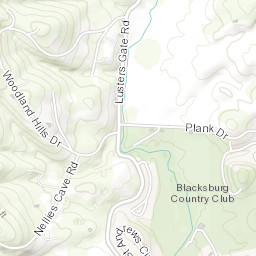 Lusters Gate Rd
Woodland Hills Dr
Plank Dr
Nellies Cave Rd
Blacksburg
Country Club